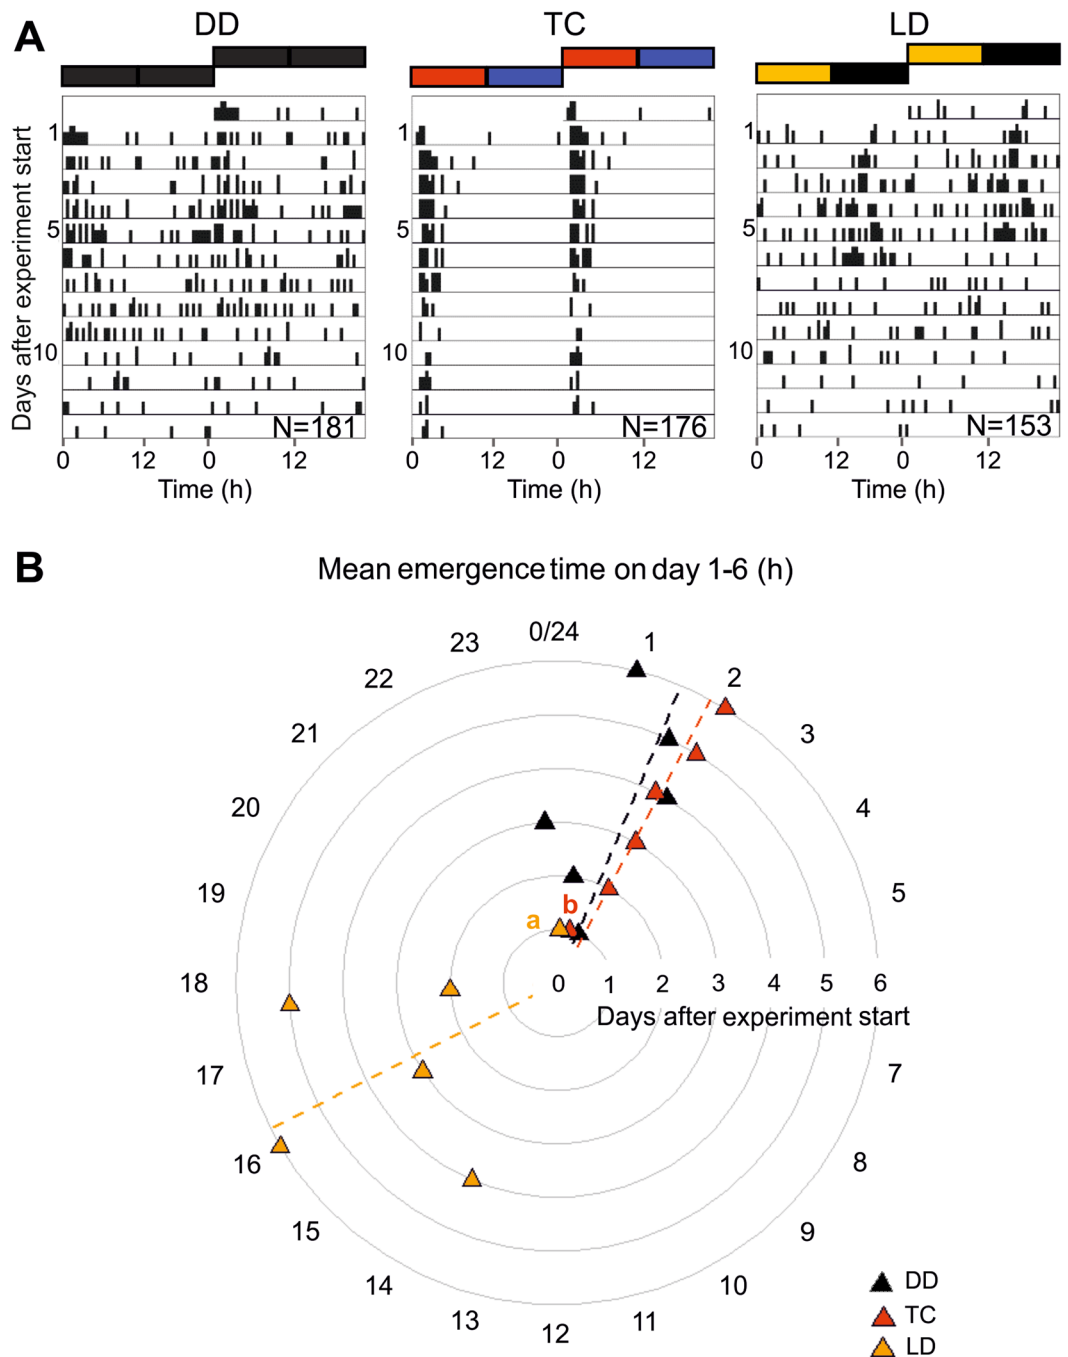 A
DD
TC
LD
Days after experiment start
1
5
10
1
5
10
1
5
10
N=181
N=176
N=153
0 12 0 12
0 12 0 12
0 12 0 12
Time (h)
Time (h)
Time (h)
B
Mean emergence time on day 1-6 (h)
0/24
23
1
22
2
21
3
20
4
19
5
a
b
18
0 1 2 3 4 5 6
Days after experiment start
17
7
16
8
15
9
14
10
13
11
12
DD
TC
LD